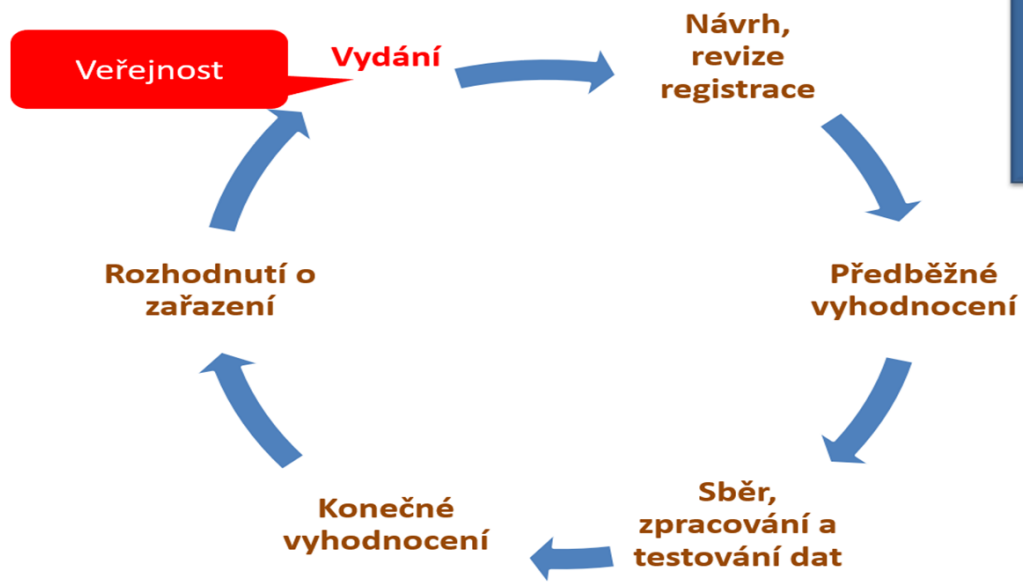 Veřejnost
Vydání
Návrh,
revize
registrace
Předběžné
vyhodnocení
Sběr,
zpracování a
testování dat
Konečné
vyhodnocení
Rozhodnutí o
zařazení